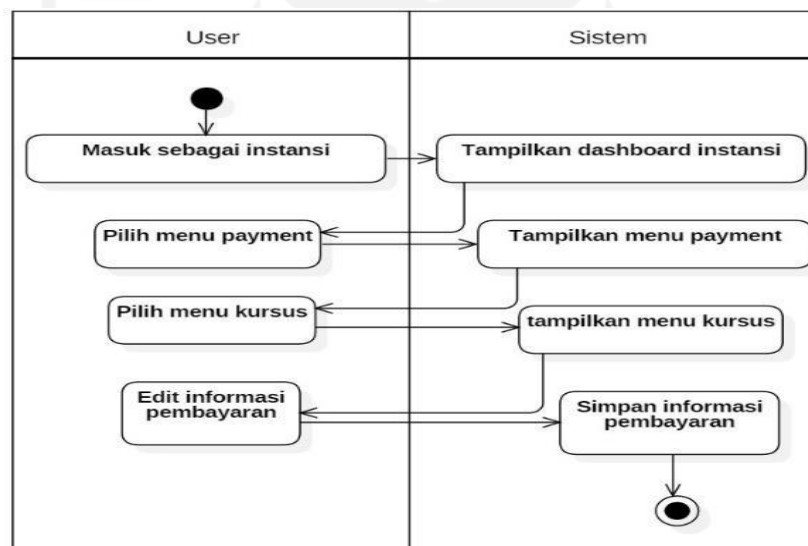 User
Sistem
Masuk sebagai instansi
Tampilkan dashboard instansi
Pilih menu payment
Tampilkan menu payment
Pilih menu kursus
tampilkan menu kursus
Edit informasi
pembayaran
Simpan informasi
pembayaran